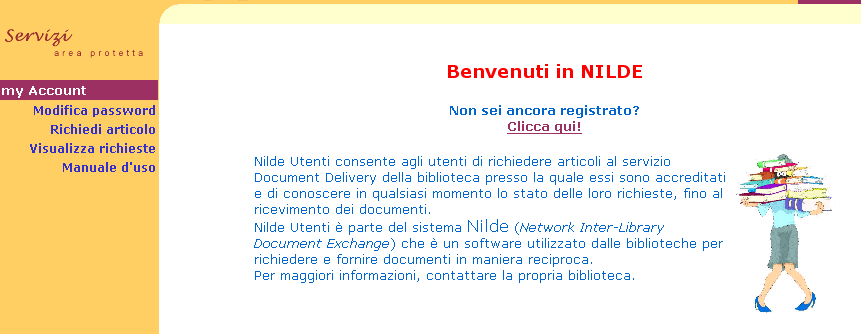 Servizi
area protetta
my Account
Modifica password
Richiedi articolo
Visualizza richieste
Manuale d'uso
Benvenuti in NILDE
Non sei ancora registrato?
Clicca qui!
Nilde Utenti consente agli utenti di richiedere articoli al servizio
Document Delivery della biblioteca presso la quale essi sono accreditati
e di conoscere in qualsiasi momento lo stato delle loro richieste, fino al
ricevimento dei documenti.
Nilde Utenti è parte del sistema Nilde (Network Inter-Library
Document Exchange) che è un software utilizzato dalle biblioteche per
richiedere e fornire documenti in maniera reciproca.
Per maggiori informazioni, contattare la propria biblioteca.